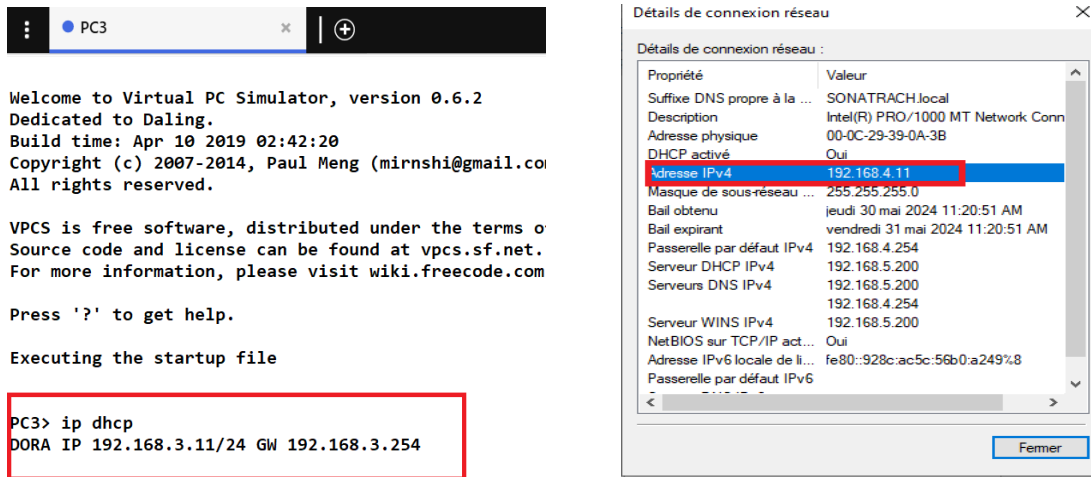 PC3
Welcome to Virtual PC Simulator, version 0.6.2
Dedicated to Daling.
Build time: Apr 10 2019 02:42:20
Copyright (c) 2007-2014, Paul Meng (mirnshi@gmail.co
All rights reserved.
VPCS is free software, distributed under the terms o
Source code and license can be found at vpcs.sf.net.
For more information, please visit wiki.freecode.com
Press '?' to get help.
Executing the startup file
PC3> ip dhcp
DORA IP 192.168.3.11/24 GW 192.168.3.254
Détails de connexion réseau
Détails de connexion réseau :
Propriété Valeur
Suffixe DNS propre à la ... SONATRACH.local
Description Intel(R) PRO/1000 MT Network Conn
Adresse physique 00-0C-29-39-0A-3B
DHCP activé Oui
Adresse IPv4 192.168.4.11
Masque de sous-réseau ... 255.255.255.0
Bail obtenu jeudi 30 mai 2024 11:20:51 AM
Bail expirant vendredi 31 mai 2024 11:20:51 AM
Passerelle par défaut IPv4 192.168.4.254
Serveur DHCP IPv4 192.168.5.200
Serveurs DNS IPv4 192.168.5.200
192.168.4.254
Serveur WINS IPv4 192.168.5.200
NetBIOS sur TCP/IP act... Oui
Adresse IPv6 locale de li... fe80::928c:ac5c:56b0:a249%8
Passerelle par défaut IPv6
Fermer